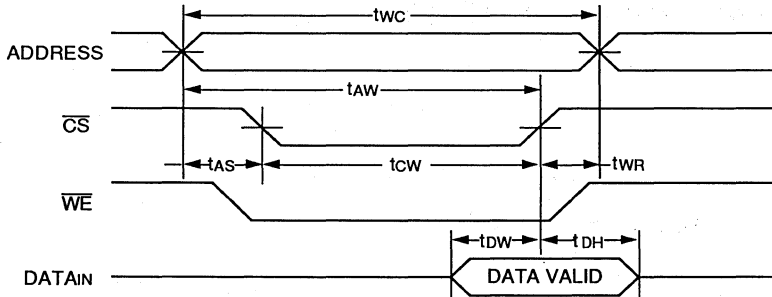 tWC
ADDRESS
tAW
CS
tAS
tCW
tWR
WE
tDW
tDH
DATAIN
DATA VALID